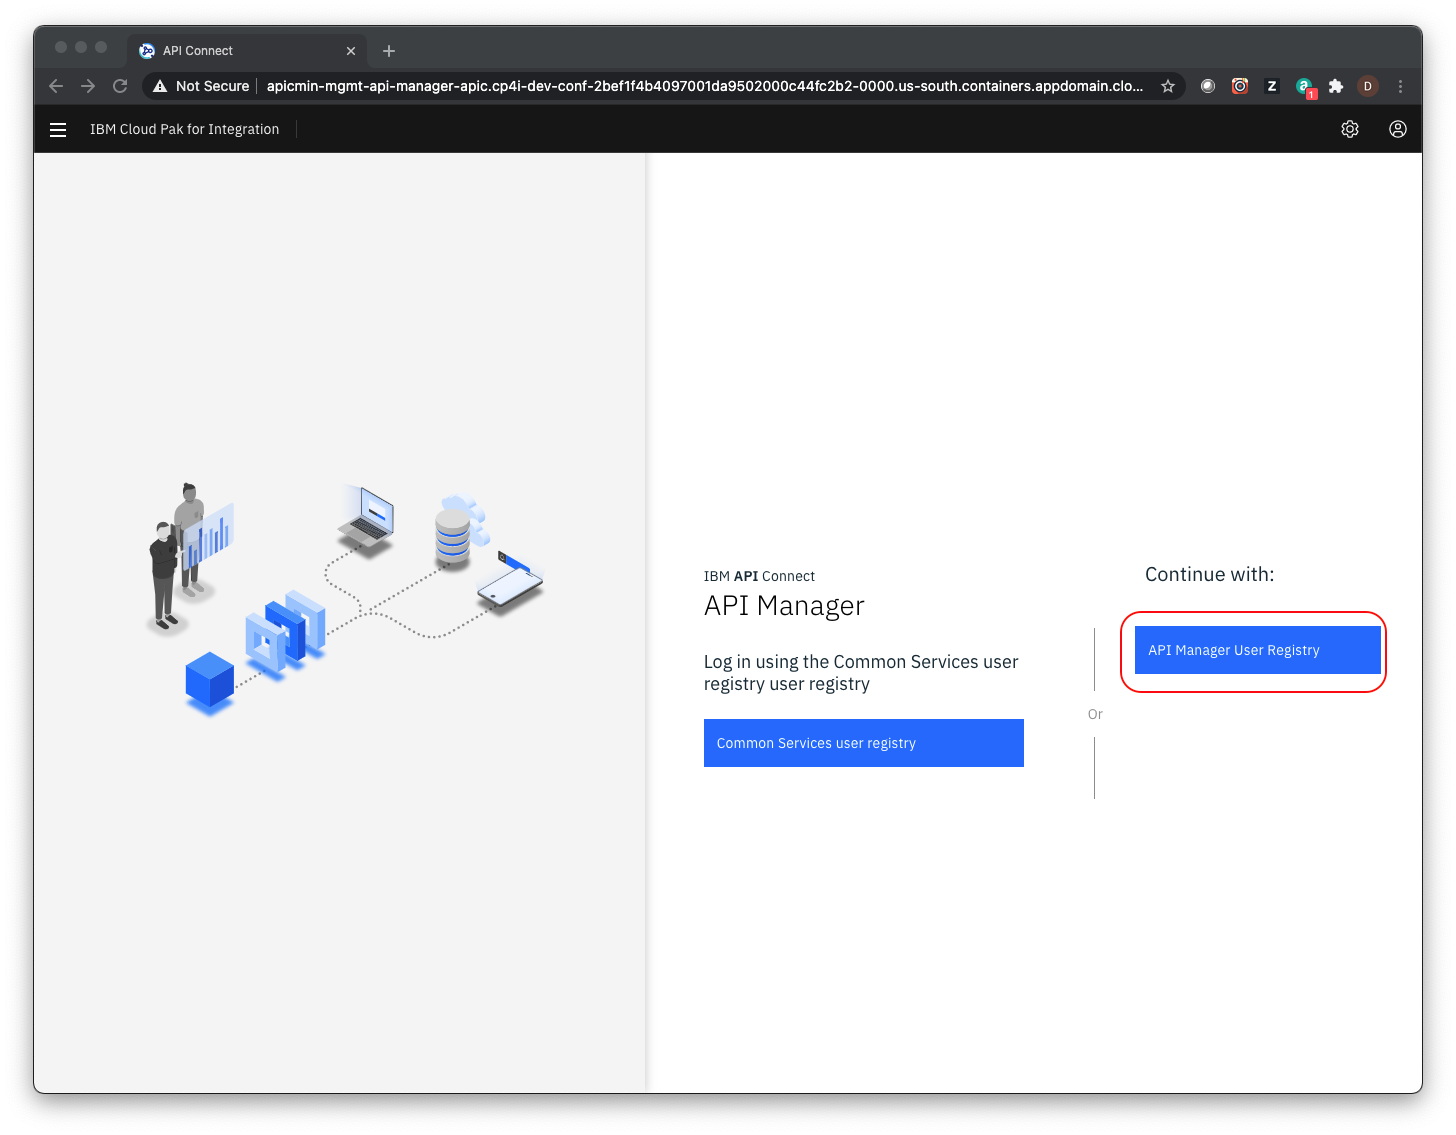 API Connect
Not Secure
apicmin-mgmt-api-manager-apic.cp4i-dev-conf-2bef1f4b4097001da9502000c44fc2b2-0000.us-south.containers.appdomain.clo...
Z
a
1
D
IBM Cloud Pak for Integration
IBM API Connect
API Manager
Log in using the Common Services user
registry user registry
Common Services user registry
Or
Continue with:
API Manager User Registry